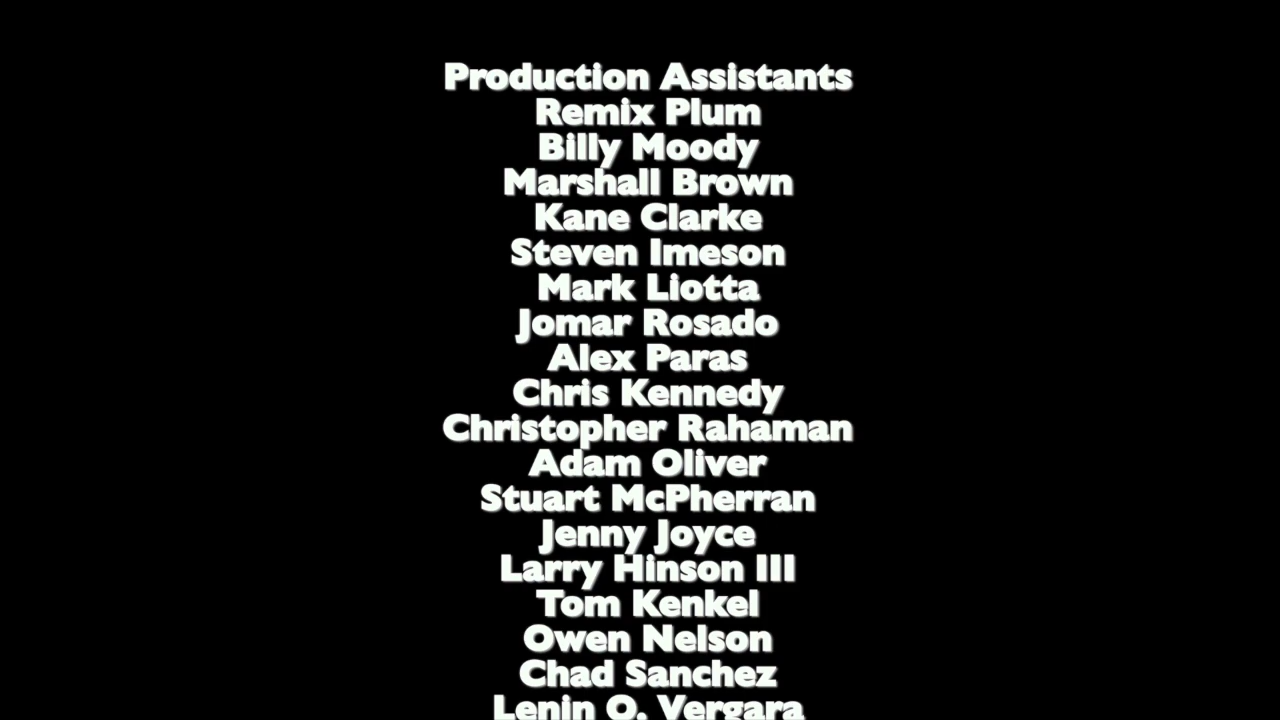 Production Assistants
Remix Plum
Billy Moody
Marshall Brown
Kane Clarke
Steven Imeson
Mark Liotta
Jomar Rosado
Alex Paras
Chris Kennedy
Christopher Rahaman
Adam Oliver
Stuart McPherran
Jenny Joyce
Larry Hinson III
Tom Kenkel
Owen Nelson
Chad Sanchez
Lenin O. Vergara